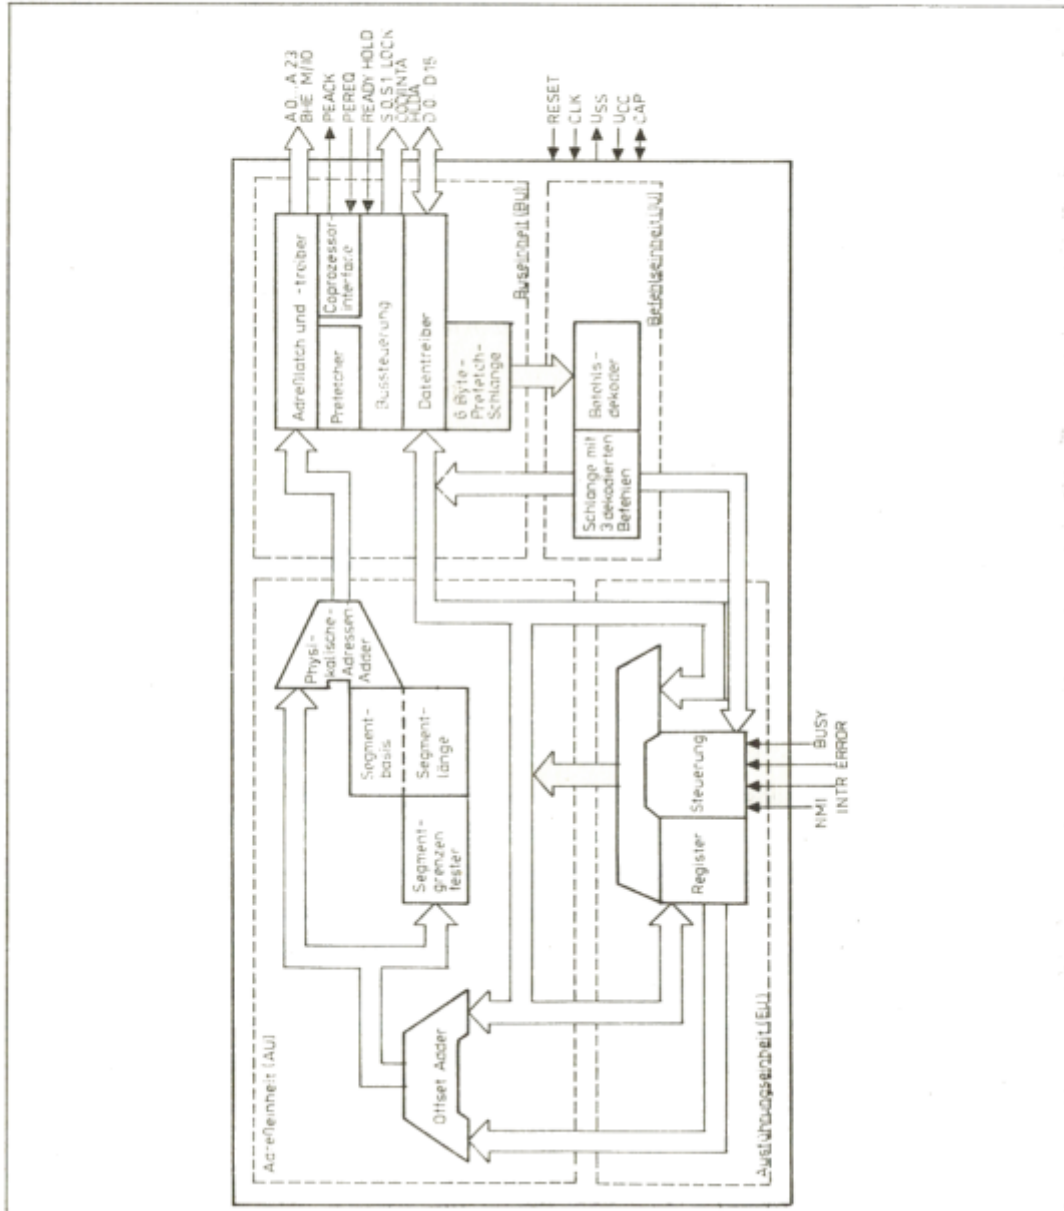 Adreßeinheit (AU)
Offset Adder
Segment-
grenzen
tester
Segment
basis
Segment
länge
Physi-
kalische-
Adressen
Adder
Adreßlatch und -treiber
Prefetcher
Coprozessor-
interface
Bussteuerung
Datentreiber
6 Byte-
Prefetch-
Schlange
Buseinheit (BU)
A0...A23
BHE M/IO
PEACK
PEREQ
READY HOLD
S0, S1 LOCK
COD/INTA
HLDA
D0 D15
Schlange mit
3 dekodierten
Befehlen
Befehls-
dekoder
Befehlseinheit (IU)
RESET
CLK
USS
UCC
CAP
Register
Steuerung
Ausführungseinheit (EU)
NMI
INTR ERROR
BUSY